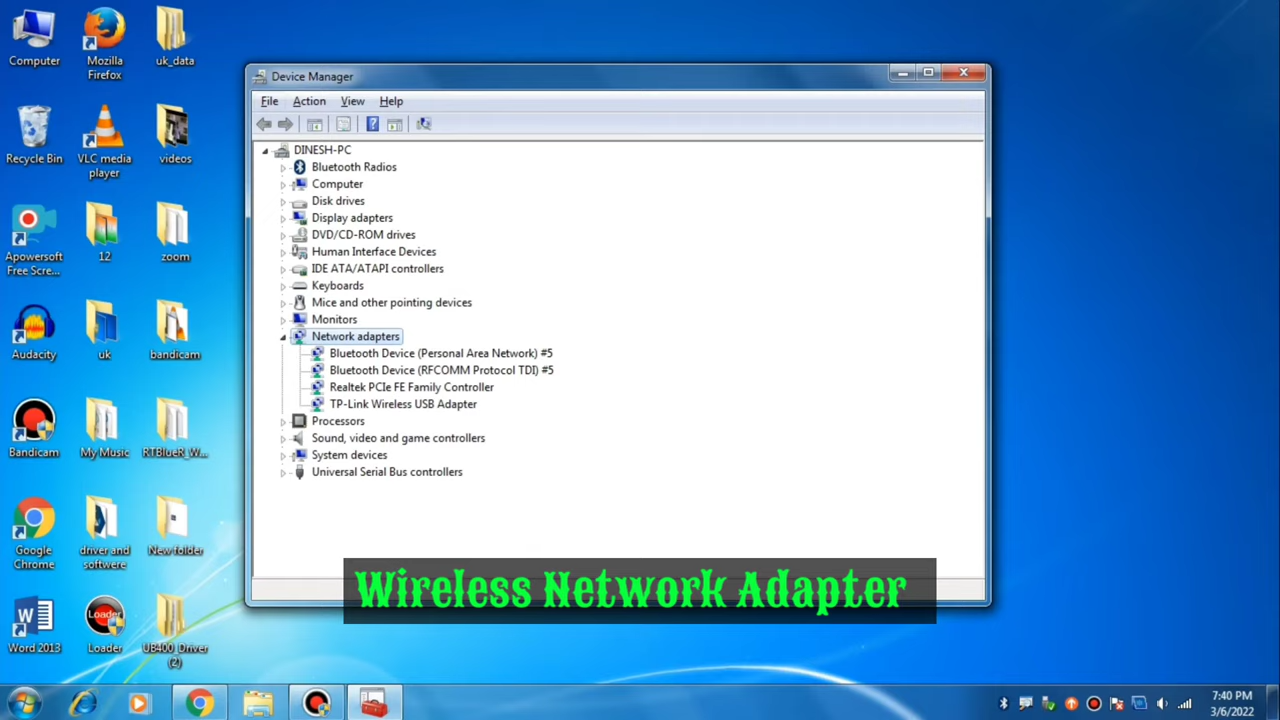 Computer
Mozilla
Firefox
uk_data
Recycle Bin
VLC media
player
videos
Apowersoft
Free Scre...
12
zoom
Audacity
uk
bandicam
Bandicam
My Music
RTBlueR_W...
Google
Chrome
driver and
softwere
New folder
Word 2013
Loader
Loader
UB400_Driver
(2)
Device Manager
File Action View Help
DINESH-PC
Bluetooth Radios
Computer
Disk drives
Display adapters
DVD/CD-ROM drives
Human Interface Devices
IDE ATA/ATAPI controllers
Keyboards
Mice and other pointing devices
Monitors
Network adapters
Bluetooth Device (Personal Area Network) #5
Bluetooth Device (RFCOMM Protocol TDI) #5
Realtek PCIe FE Family Controller
TP-Link Wireless USB Adapter
Processors
Sound, video and game controllers
System devices
Universal Serial Bus controllers
Wireless Network Adapter
7:40 PM
3/6/2022